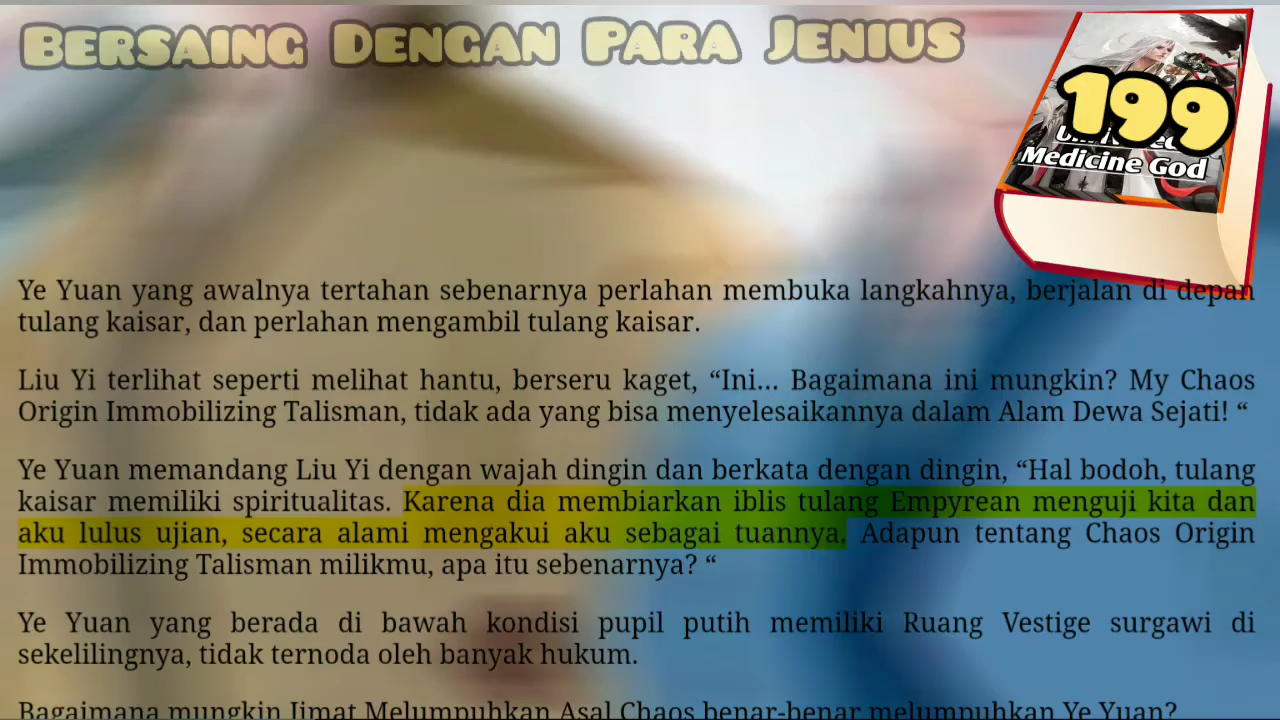 BERSAING DENGAN PARA JENIUS
199
Medicine God
Ye Yuan yang awalnya tertahan sebenarnya perlahan membuka langkahnya, berjalan di depan
tulang kaisar, dan perlahan mengambil tulang kaisar.
Liu Yi terlihat seperti melihat hantu, berseru kaget, “Ini... Bagaimana ini mungkin? My Chaos
Origin Immobilizing Talisman, tidak ada yang bisa menyelesaikannya dalam Alam Dewa Sejati! “
Ye Yuan memandang Liu Yi dengan wajah dingin dan berkata dengan dingin, “Hal bodoh, tulang
kaisar memiliki spiritualitas. Karena dia membiarkan iblis tulang Empyrean menguji kita dan
aku lulus ujian, secara alami mengakui aku sebagai tuannya. Adapun tentang Chaos Origin
Immobilizing Talisman milikmu, apa itu sebenarnya? “
Ye Yuan yang berada di bawah kondisi pupil putih memiliki Ruang Vestige surgawi di
sekelilingnya, tidak ternoda oleh banyak hukum.
Bagaimana mungkin Jimat Melumpuhkan Asal Chaos benar-benar melumpuhkan Ye Yuan?